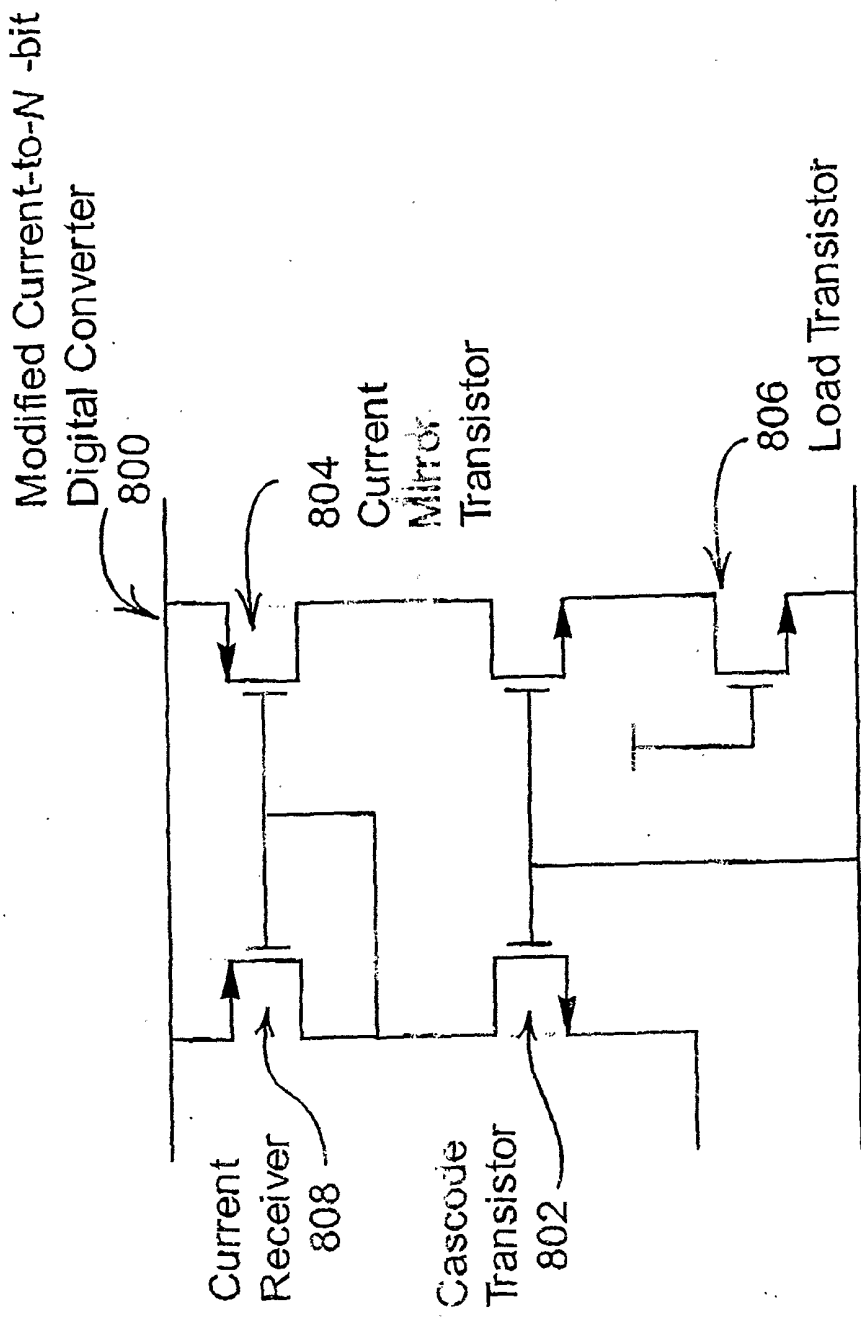 Modified Current-to-N -bit
Digital Converter
800
804
Current
Mirror
Transistor
806
Load Transistor
Current
Receiver
808
Cascode
Transistor
802